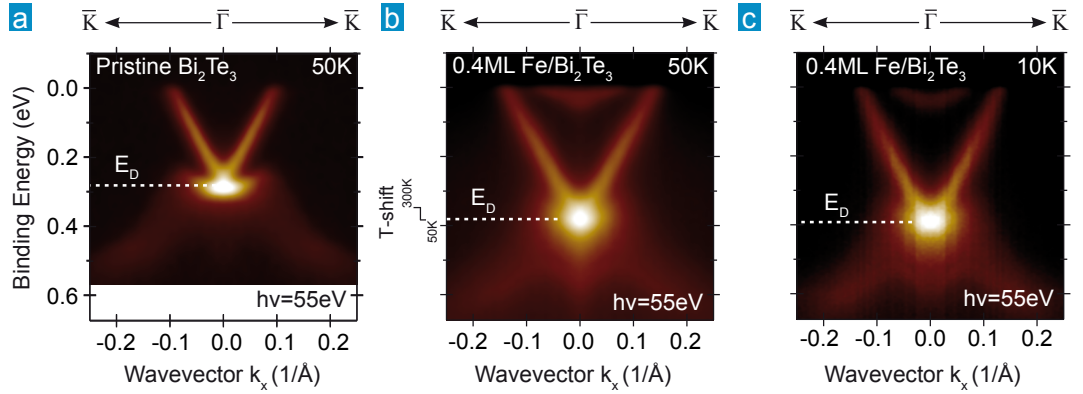 a
K̅ Γ̅ K̅
Pristine Bi₂Te₃ 50K
E_D
0.0
0.2
0.4
0.6
Binding Energy (eV)
-0.2 -0.1 0.0 0.1 0.2
Wavevector kₓ (1/Å)
b
K̅ Γ̅ K̅
0.4ML Fe/Bi₂Te₃ 50K
E_D
T-shift
300K
50K
hν=55eV
-0.2 -0.1 0.0 0.1 0.2
Wavevector kₓ (1/Å)
c
K̅ Γ̅ K̅
0.4ML Fe/Bi₂Te₃ 10K
E_D
hν=55eV
-0.2 -0.1 0.0 0.1 0.2
Wavevector kₓ (1/Å)
hν=55eV